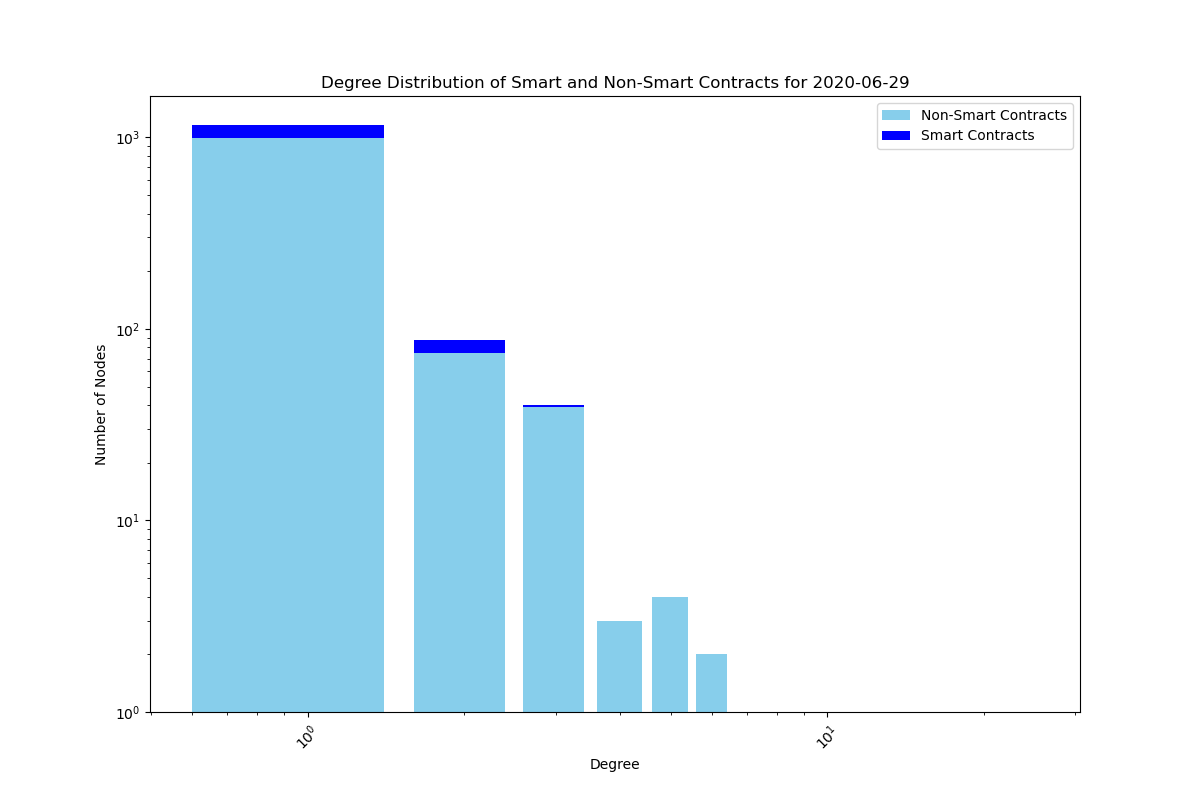 Degree Distribution of Smart and Non-Smart Contracts for 2020-06-29
Non-Smart Contracts
Smart Contracts
Number of Nodes
10³
10²
10¹
10⁰
10⁰
10¹
Degree